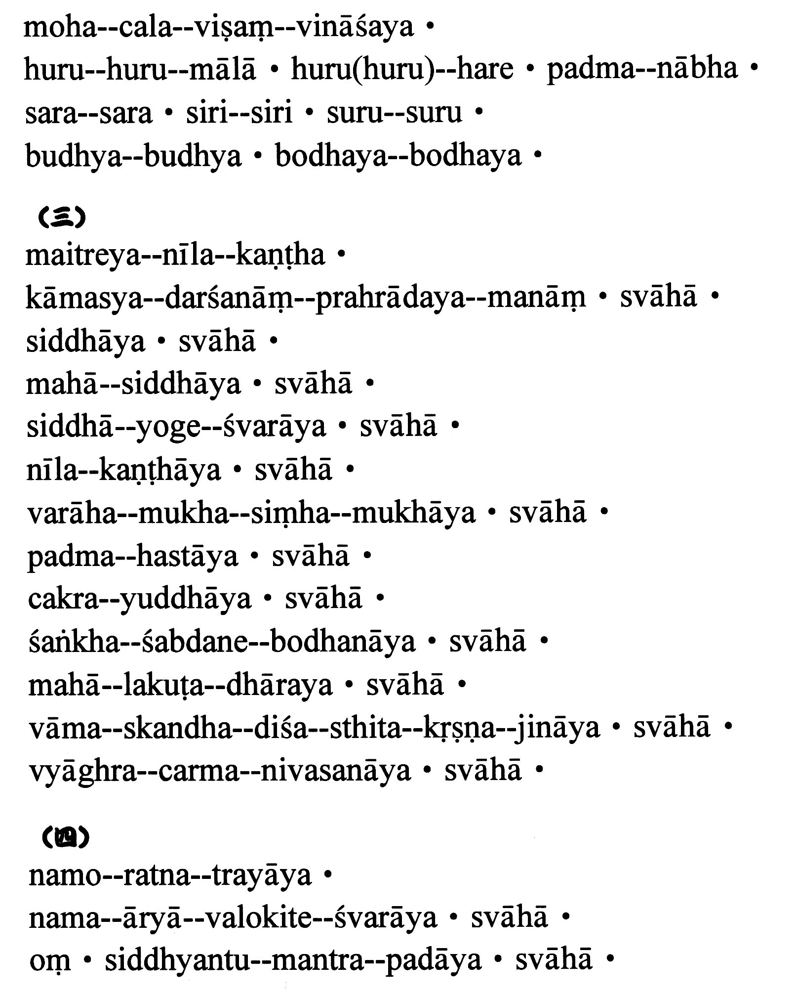 moha--cala--viṣaṃ--vināśaya •
huru--huru--mālā • huru(huru)--hare • padma--nābha •
sara--sara • siri--siri • suru--suru •
budhya--budhya • bodhaya--bodhaya •
(三)
maitreya--nīla--kaṇṭha •
kāmasya--darśanāṃ--prahrādaya--manāṃ • svāhā •
siddhāya • svāhā •
mahā--siddhāya • svāhā •
siddhā--yoge--śvarāya • svāhā •
nīla--kaṇṭhāya • svāhā •
varāha--mukha--siṃha--mukhāya • svāhā •
padma--hastāya • svāhā •
cakra--yuddhāya • svāhā •
śaṅkha--śabdane--bodhanāya • svāhā •
mahā--lakuṭa--dhāraya • svāhā •
vāma--skandha--diśa--sthita--kṛṣṇa--jināya • svāhā •
vyāghra--carma--nivasanāya • svāhā •
(四)
namo--ratna--trayāya •
nama--āryā--valokite--śvarāya • svāhā •
oṃ • siddhyantu--mantra--padāya • svāhā •